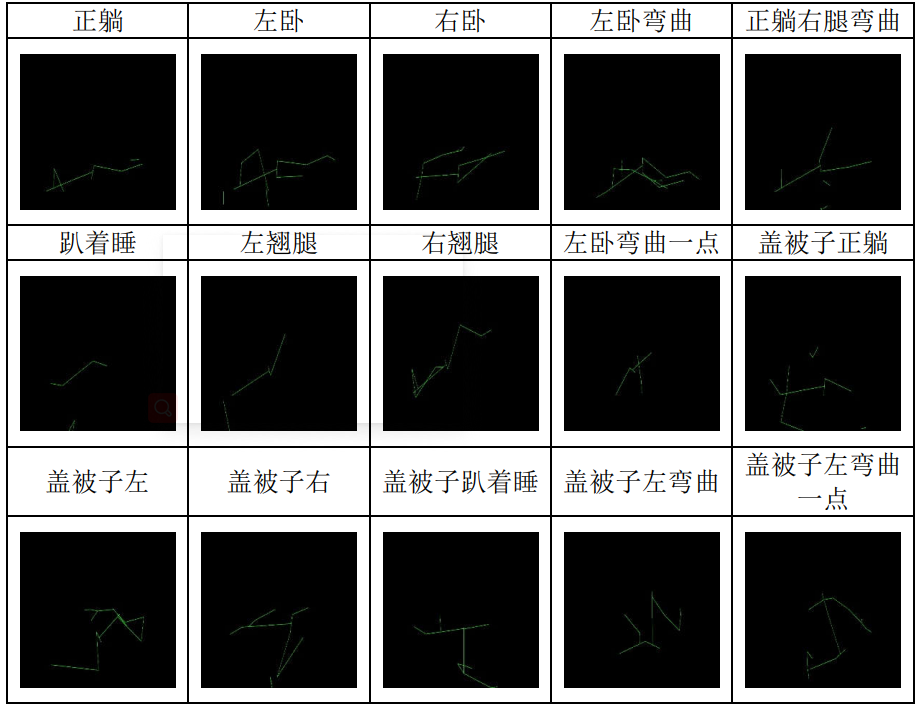 正躺
左卧
右卧
左卧弯曲
正躺右腿弯曲
趴着睡
左翘腿
右翘腿
左卧弯曲一点
盖被子正躺
盖被子左
盖被子右
盖被子趴着睡
盖被子左弯曲
盖被子左弯曲
一点